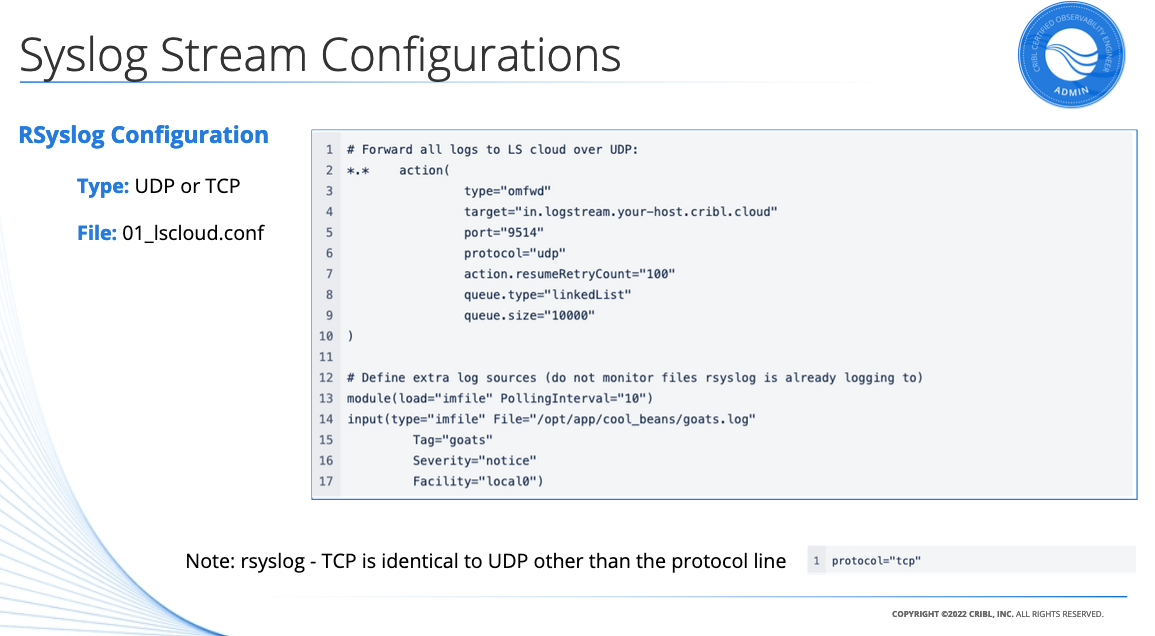 Syslog Stream Configurations
CRIBL CERTIFIED OBSERVABILITY ENGINEER
ADMIN
RSyslog Configuration
Type: UDP or TCP
File: 01_lscloud.conf
1 # Forward all logs to LS cloud over UDP:
2 *.*    action(
3                 type="omfwd"
4                 target="in.logstream.your-host.cribl.cloud"
5                 port="9514"
6                 protocol="udp"
7                 action.resumeRetryCount="100"
8                 queue.type="linkedList"
9                 queue.size="10000"
10 )
11
12 # Define extra log sources (do not monitor files rsyslog is already logging to)
13 module(load="imfile" PollingInterval="10")
14 input(type="imfile" File="/opt/app/cool_beans/goats.log"
15          Tag="goats"
16          Severity="notice"
17          Facility="local0")
Note: rsyslog - TCP is identical to UDP other than the protocol line
1 protocol="tcp"
COPYRIGHT ©2022 CRIBL, INC. ALL RIGHTS RESERVED.